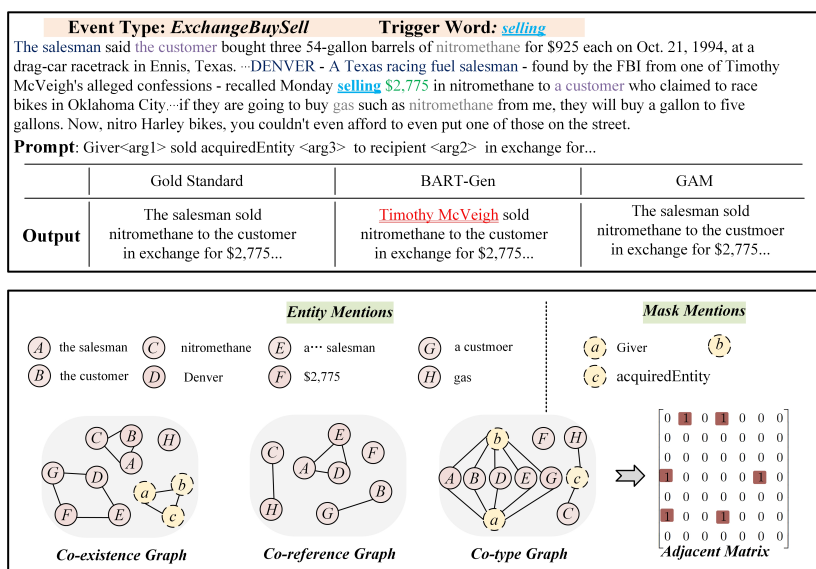 Event Type: ExchangeBuySell Trigger Word: selling
The salesman said the customer bought three 54-gallon barrels of nitromethane for $925 each on Oct. 21, 1994, at a
drag-car racetrack in Ennis, Texas. ···DENVER - A Texas racing fuel salesman - found by the FBI from one of Timothy
McVeigh's alleged confessions - recalled Monday selling $2,775 in nitromethane to a customer who claimed to race
bikes in Oklahoma City.···if they are going to buy gas such as nitromethane from me, they will buy a gallon to five
gallons. Now, nitro Harley bikes, you couldn't even afford to even put one of those on the street.
Prompt: Giver<arg1> sold acquiredEntity <arg3> to recipient <arg2> in exchange for...
Gold Standard BART-Gen GAM
Output
The salesman sold
nitromethane to the customer
in exchange for $2,775...
Timothy McVeigh sold
nitromethane to the customer
in exchange for $2,775...
The salesman sold
nitromethane to the custmoer
in exchange for $2,775...
Entity Mentions Mask Mentions
A the salesman C nitromethane E a··· salesman G a custmoer a Giver b
B the customer D Denver F $2,775 H gas c acquiredEntity
C B H A G D a b F E c
C E F A D B H G
b F H A B D E G c a C
0 1 0 1 0 0 0
0 0 0 0 0 0 0
0 0 0 0 0 0 0
1 0 0 0 0 1 0
0 0 0 0 0 0 0
1 0 0 1 0 0 0
0 0 0 0 0 0 0
Co-existence Graph Co-reference Graph Co-type Graph Adjacent Matrix